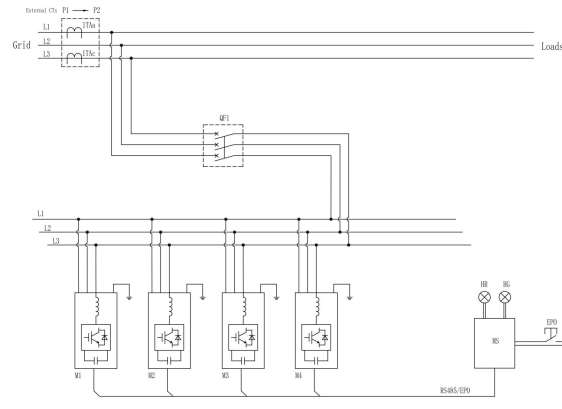 External CTs P1 P2
L1 1TAa
Grid L2 Loads
L3 1TAc
QF1
L1
L2
L3
HR HG
EPO
MS
M1 M2 M3 M4
RS485/EPO